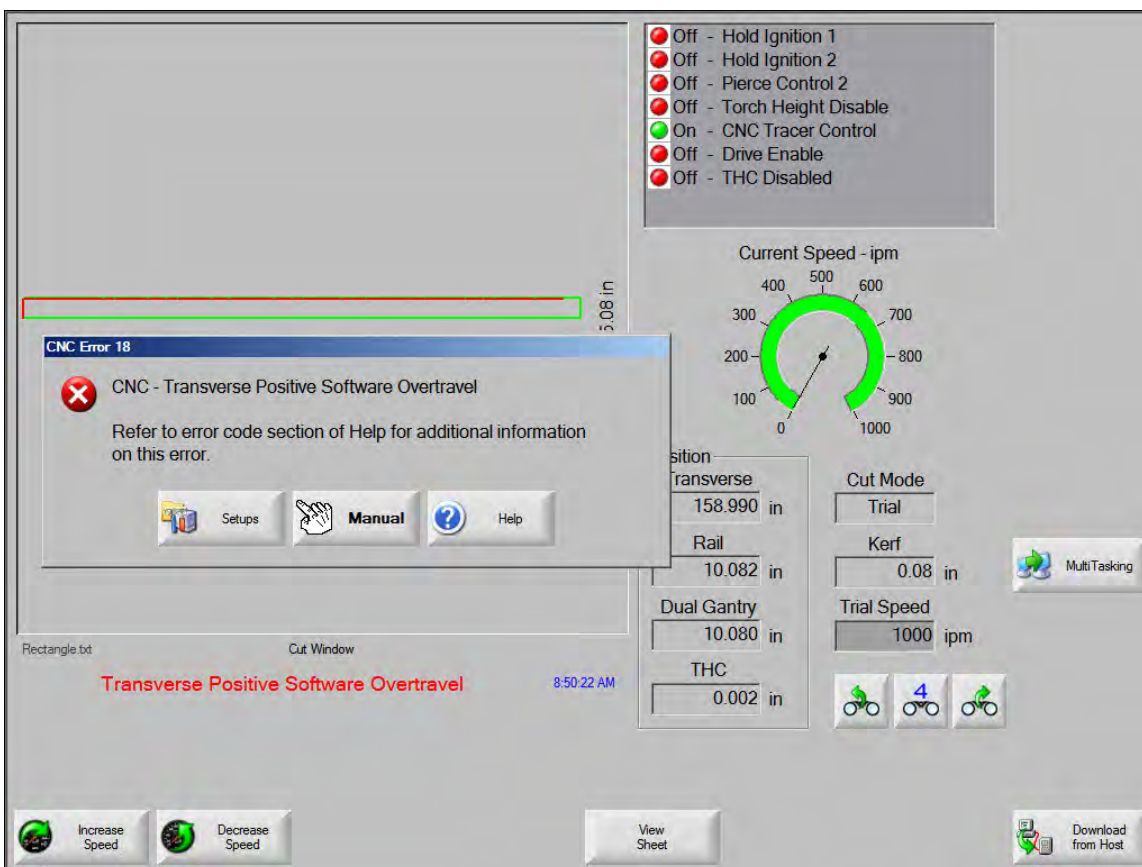 Off - Hold Ignition 1
Off - Hold Ignition 2
Off - Pierce Control 2
Off - Torch Height Disable
On - CNC Tracer Control
Off - Drive Enable
Off - THC Disabled
Current Speed - ipm
0
100
200
300
400
500
600
700
800
900
1000
5.08 in
CNC Error 18
CNC - Transverse Positive Software Overtravel
Refer to error code section of Help for additional information
on this error.
Setups
Manual
Help
sition
Transverse
158.990 in
Rail
10.082 in
Dual Gantry
10.080 in
THC
0.002 in
Cut Mode
Trial
Kerf
0.08 in
Trial Speed
1000 ipm
4
MultiTasking
Rectangle.txt
Cut Window
Transverse Positive Software Overtravel
8:50:22 AM
Increase
Speed
Decrease
Speed
View
Sheet
Download
from Host